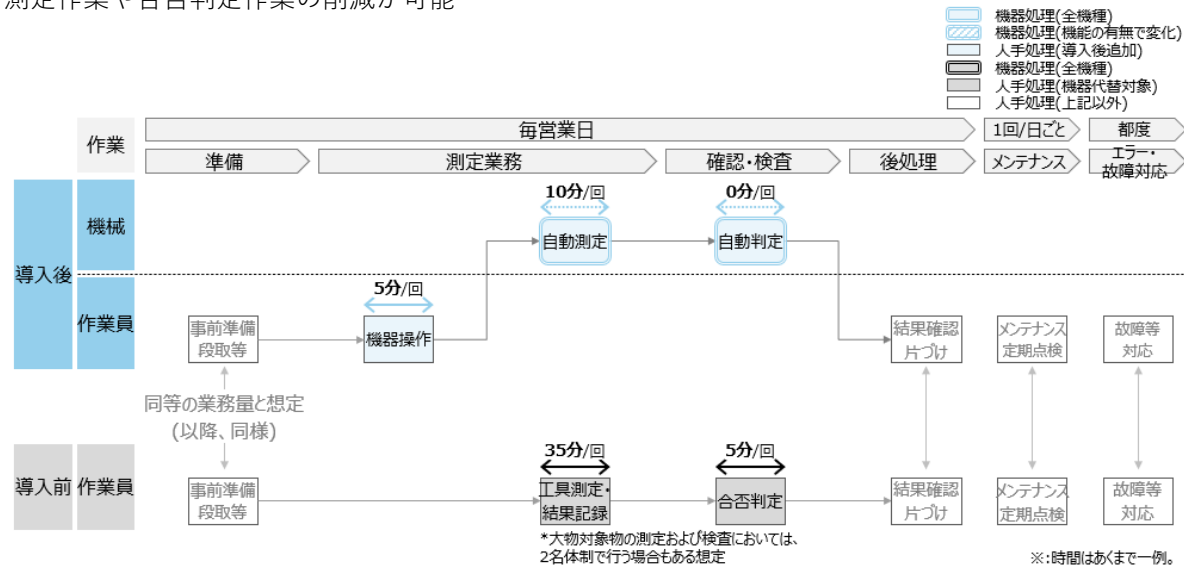 測定作業や合否判定作業の削減が可能
機器処理(全機種)
機器処理(機能の有無で変化)
人手処理(導入後追加)
機器処理(全機種)
人手処理(機器代替対象)
人手処理(上記以外)
作業
毎営業日
1回/日ごと
都度
準備
測定業務
確認・検査
後処理
メンテナンス
エラー・
故障対応
導入後
機械
10分/回
0分/回
自動測定
自動判定
作業員
5分/回
事前準備
段取等
機器操作
結果確認
片づけ
メンテナンス
定期点検
故障等
対応
同等の業務量と想定
(以降、同様)
導入前
作業員
35分/回
5分/回
事前準備
段取等
工具測定・
結果記録
合否判定
結果確認
片づけ
メンテナンス
定期点検
故障等
対応
*大物対象物の測定および検査においては、
2名体制で行う場合もある想定
※:時間はあくまで一例。